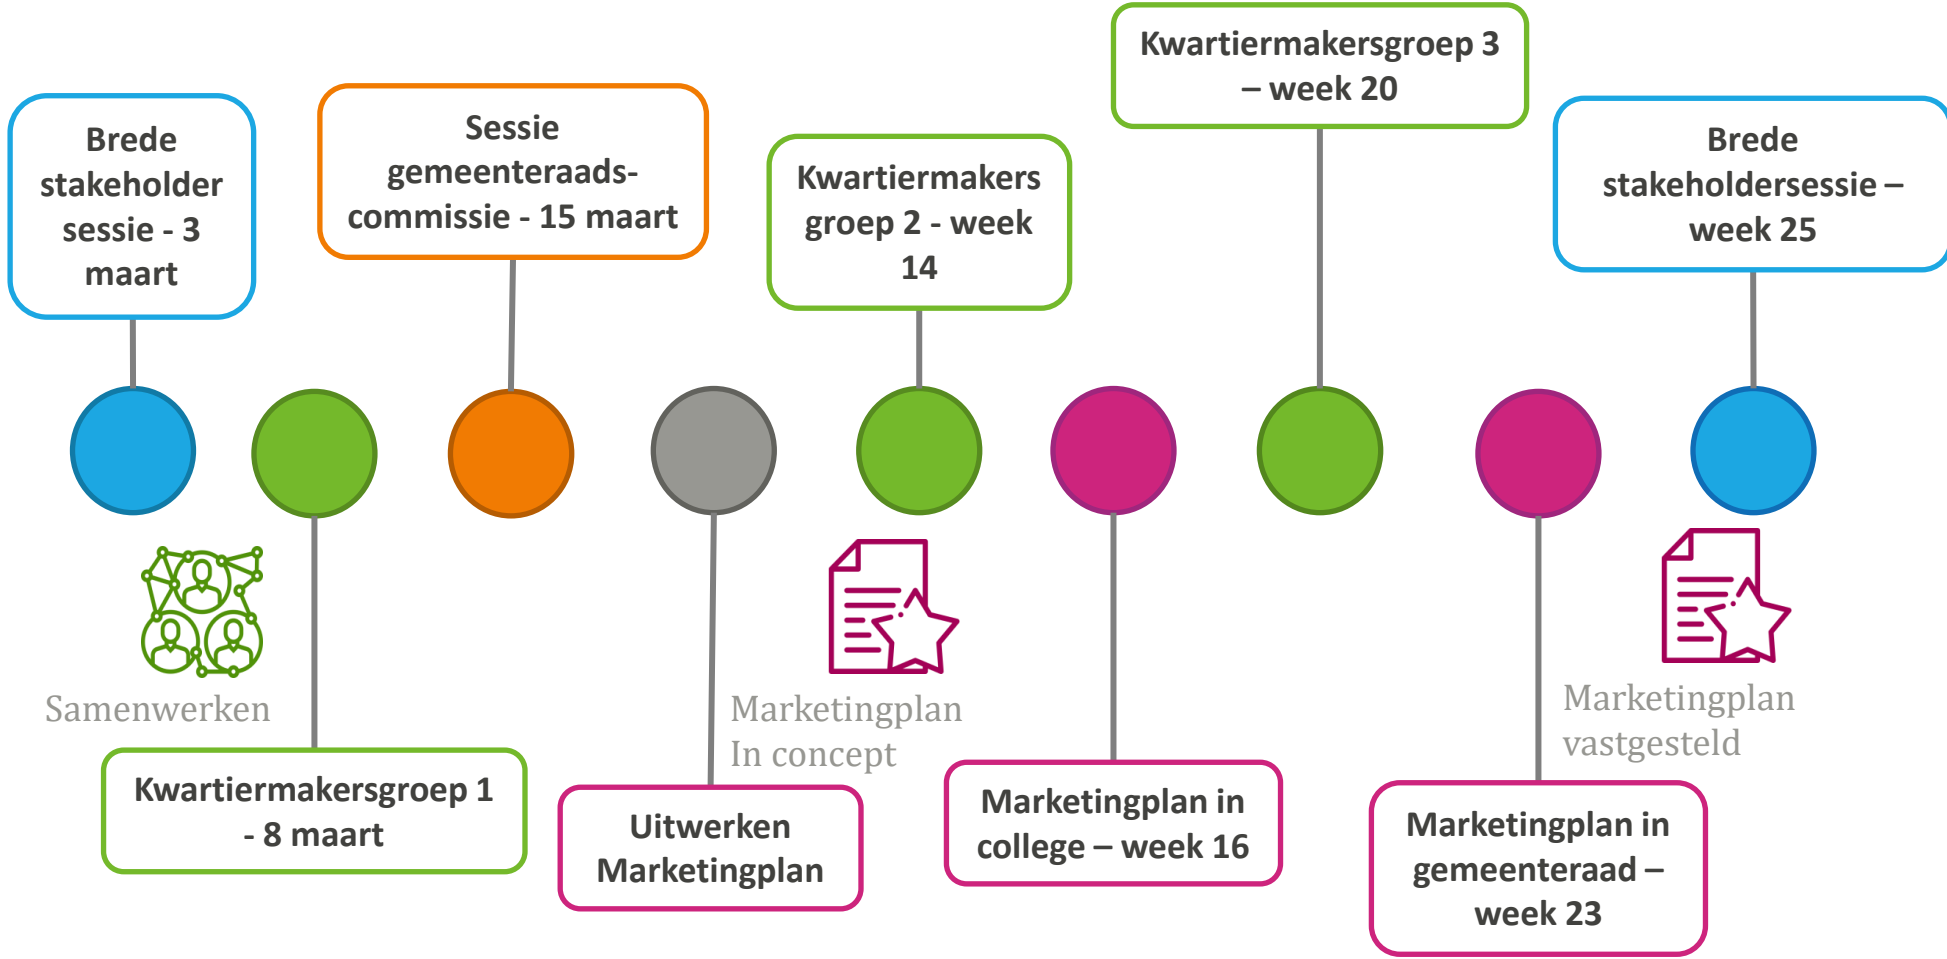 Brede
stakeholder
sessie - 3
maart
Sessie
gemeenteraads-
commissie - 15 maart
Kwartiermakers
groep 2 - week
14
Kwartiermakersgroep 3
– week 20
Brede
stakeholdersessie –
week 25
Samenwerken
Marketingplan
In concept
Marketingplan
vastgesteld
Kwartiermakersgroep 1
- 8 maart
Uitwerken
Marketingplan
Marketingplan in
college – week 16
Marketingplan in
gemeenteraad –
week 23